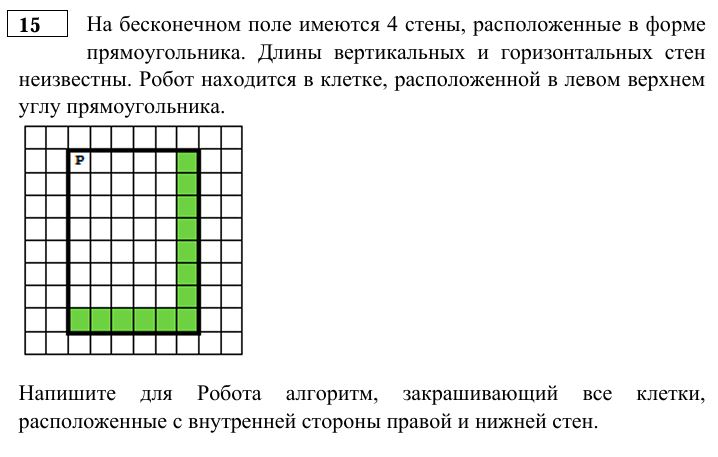 15 На бесконечном поле имеются 4 стены, расположенные в форме
прямоугольника. Длины вертикальных и горизонтальных стен
неизвестны. Робот находится в клетке, расположенной в левом верхнем
углу прямоугольника.
Р
Напишите для Робота алгоритм, закрашивающий все клетки,
расположенные с внутренней стороны правой и нижней стен.